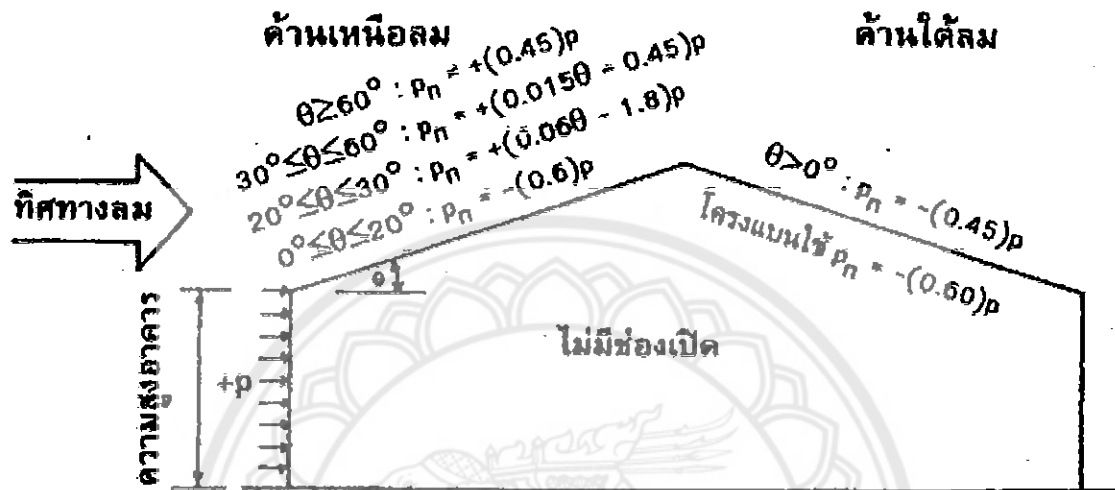 ด้านเหนือลม
ด้านใต้ลม
θ≥60° : pn = +(0.45)p
30°≤θ≤60° : pn = +(0.015θ - 0.45)p
20°≤θ≤30° : pn = +(0.06θ - 1.8)p
0°≤θ≤20° : pn = -(0.6)p
θ>0° : pn = -(0.45)p
โครงแบนใช้ pn = -(0.60)p
ทิศทางลม
θ
ไม่มีช่องเปิด
ความสูงอาคาร
+p